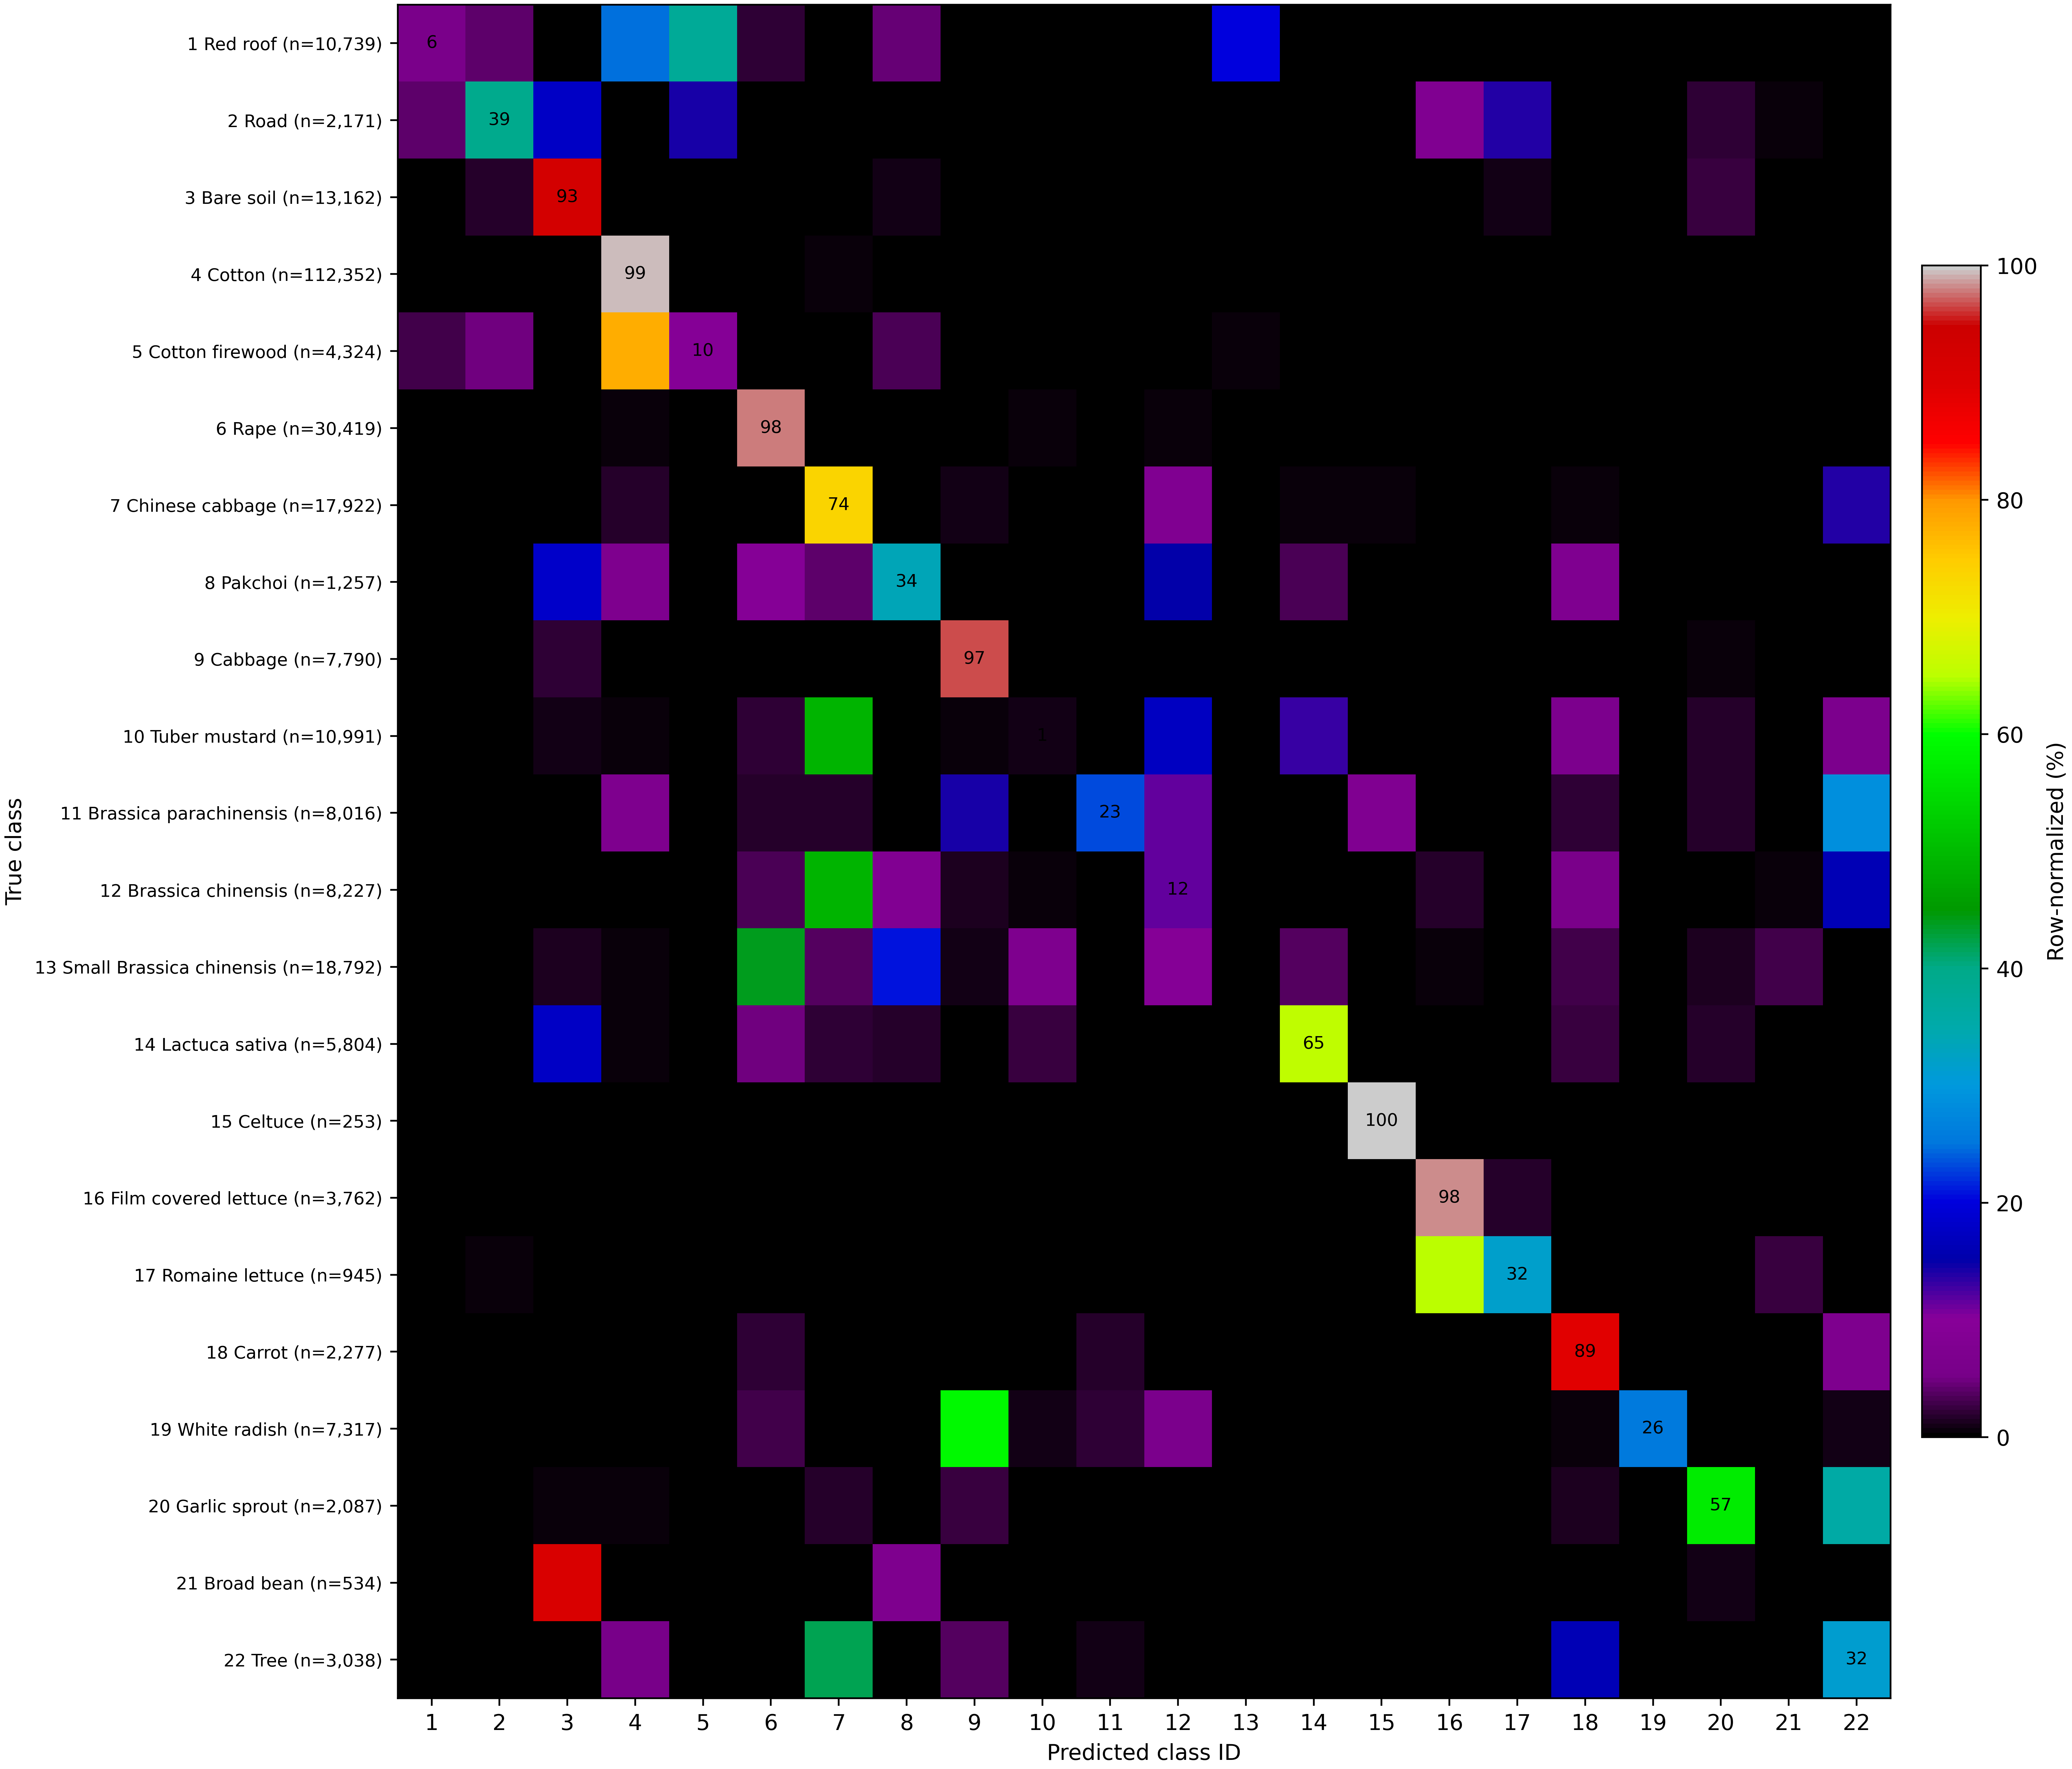 1 Red roof (n=10,739)
6
2 Road (n=2,171)
39
3 Bare soil (n=13,162)
93
4 Cotton (n=112,352)
99
5 Cotton firewood (n=4,324)
10
6 Rape (n=30,419)
98
7 Chinese cabbage (n=17,922)
74
8 Pakchoi (n=1,257)
34
9 Cabbage (n=7,790)
97
10 Tuber mustard (n=10,991)
1
11 Brassica parachinensis (n=8,016)
23
12 Brassica chinensis (n=8,227)
12
13 Small Brassica chinensis (n=18,792)
14 Lactuca sativa (n=5,804)
65
15 Celtuce (n=253)
100
16 Film covered lettuce (n=3,762)
98
17 Romaine lettuce (n=945)
32
18 Carrot (n=2,277)
89
19 White radish (n=7,317)
26
20 Garlic sprout (n=2,087)
57
21 Broad bean (n=534)
22 Tree (n=3,038)
32
True class
1 2 3 4 5 6 7 8 9 10 11 12 13 14 15 16 17 18 19 20 21 22
Predicted class ID
100
80
60
40
20
0
Row-normalized (%)